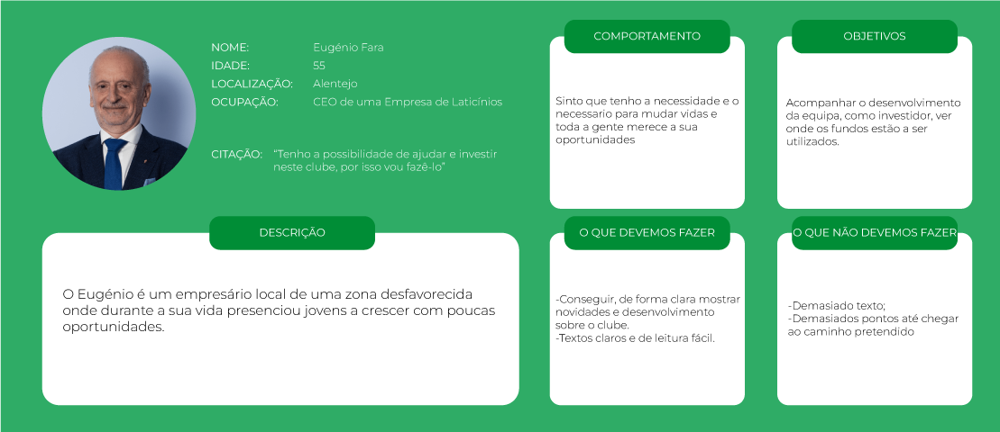 NOME: Eugénio Fara
IDADE: 55
LOCALIZAÇÃO: Alentejo
OCUPAÇÃO: CEO de uma Empresa de Laticínios
CITAÇÃO: “Tenho a possibilidade de ajudar e investir
neste clube, por isso vou fazê-lo”
COMPORTAMENTO
Sinto que tenho a necessidade e o
necessario para mudar vidas e
toda a gente merece a sua
oportunidades
OBJETIVOS
Acompanhar o desenvolvimento
da equipa, como investidor, ver
onde os fundos estão a ser
utilizados.
DESCRIÇÃO
O Eugénio é um empresário local de uma zona desfavorecida
onde durante a sua vida presenciou jovens a crescer com poucas
oportunidades.
O QUE DEVEMOS FAZER
-Conseguir, de forma clara mostrar
novidades e desenvolvimento
sobre o clube.
-Textos claros e de leitura fácil.
O QUE NÃO DEVEMOS FAZER
-Demasiado texto;
-Demasiados pontos até chegar
ao caminho pretendido